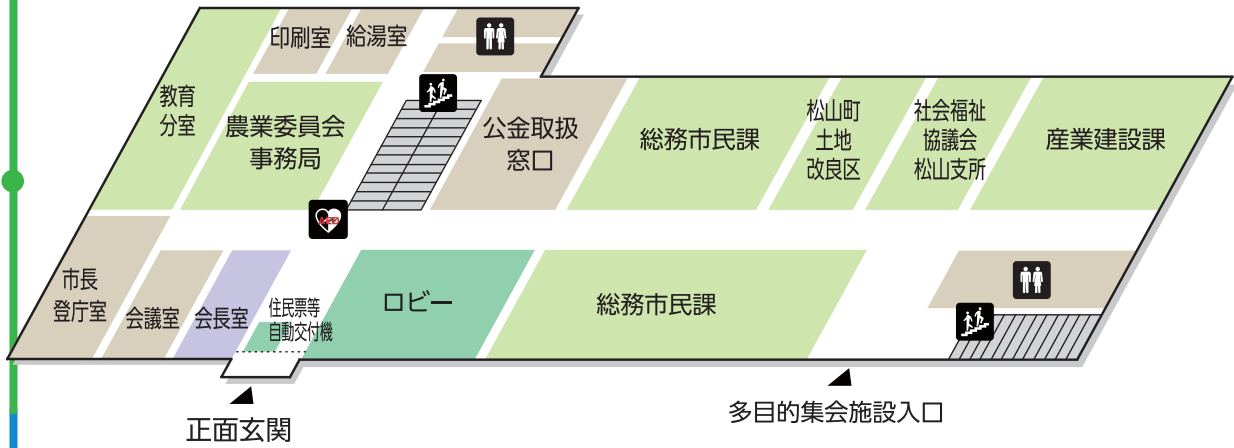 印刷室
給湯室
教育
分室
農業委員会
事務局
公金取扱
窓口
総務市民課
松山町
土地
改良区
社会福祉
協議会
松山支所
産業建設課
市長
登庁室
会議室
会長室
住民票等
自動交付機
ロビー
総務市民課
正面玄関
多目的集会施設入口